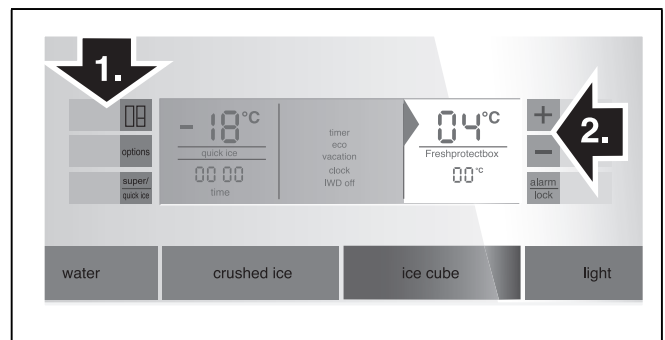 1.
2.
-18°C
quick ice
00 00
time
timer
eco
vacation
clock
IWD off
04°C
Freshprotectbox
00°C
options
super/
quick ice
+
−
alarm
lock
water
crushed ice
ice cube
light